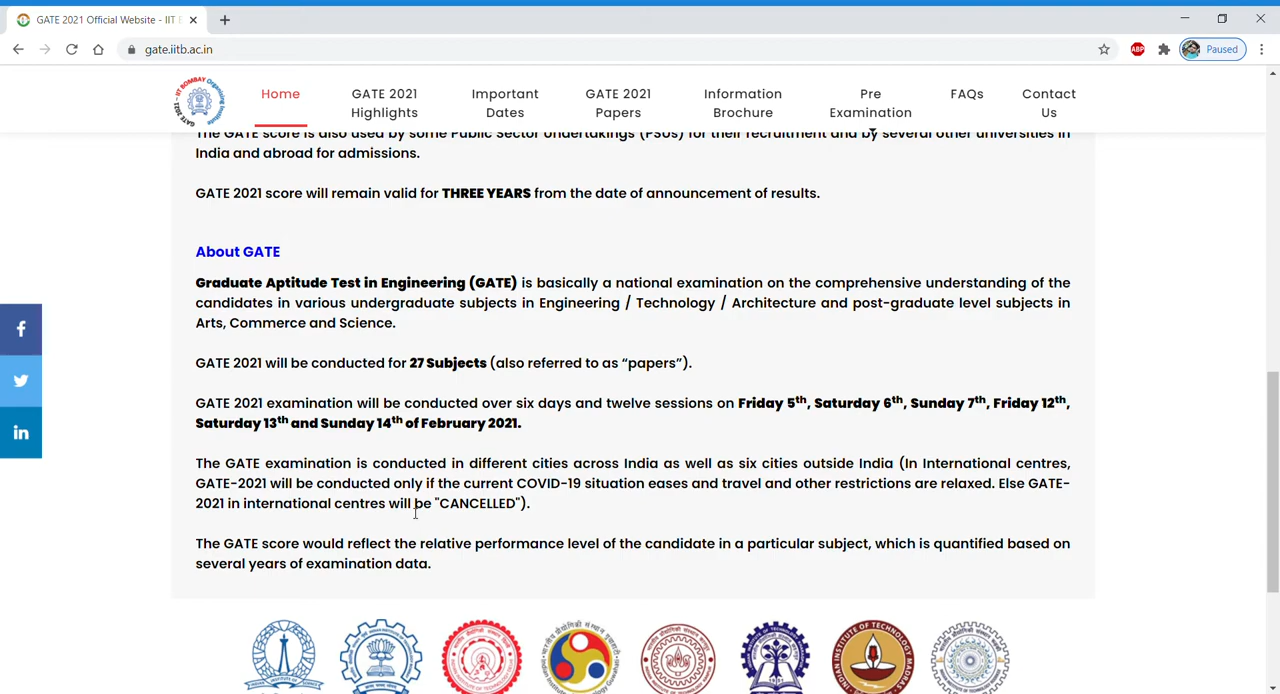 GATE 2021 Official Website - IIT
gate.iitb.ac.in
ABP
Paused
GATE 2021 - IIT BOMBAY Organising Institute
Home
GATE 2021
Highlights
Important
Dates
GATE 2021
Papers
Information
Brochure
Pre
Examination
FAQs
Contact
Us
The GATE score is also used by some Public Sector Undertakings (PSUs) for their recruitment and by several other universities in
India and abroad for admissions.
GATE 2021 score will remain valid for THREE YEARS from the date of announcement of results.
About GATE
Graduate Aptitude Test in Engineering (GATE) is basically a national examination on the comprehensive understanding of the
candidates in various undergraduate subjects in Engineering / Technology / Architecture and post-graduate level subjects in
Arts, Commerce and Science.
GATE 2021 will be conducted for 27 Subjects (also referred to as “papers”).
GATE 2021 examination will be conducted over six days and twelve sessions on Friday 5th, Saturday 6th, Sunday 7th, Friday 12th,
Saturday 13th and Sunday 14th of February 2021.
The GATE examination is conducted in different cities across India as well as six cities outside India (In International centres,
GATE-2021 will be conducted only if the current COVID-19 situation eases and travel and other restrictions are relaxed. Else GATE-
2021 in international centres will be "CANCELLED").
The GATE score would reflect the relative performance level of the candidate in a particular subject, which is quantified based on
several years of examination data.